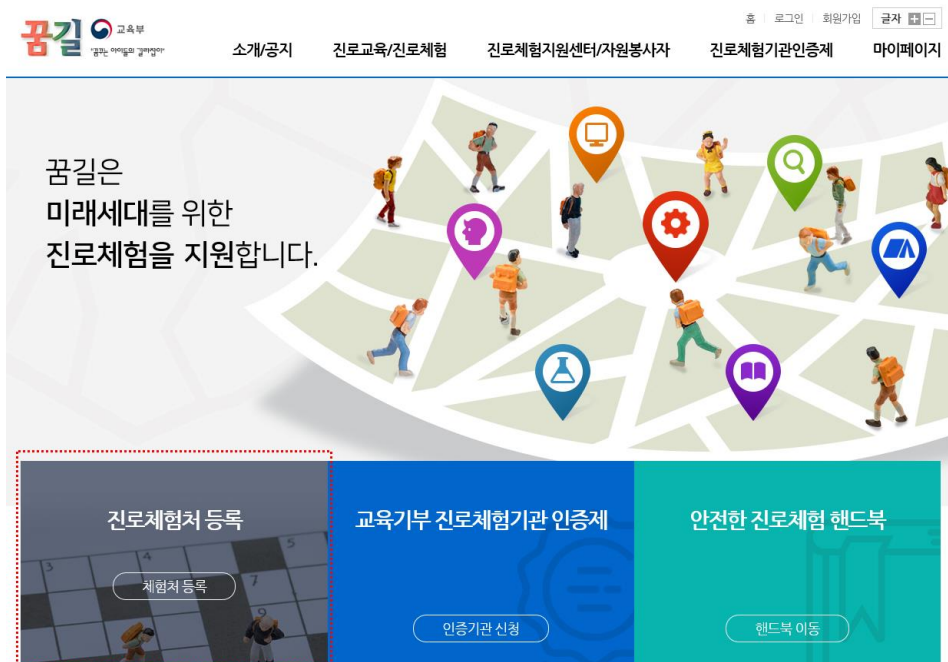 홈 로그인 회원가입 글자
꿈길 교육부
"꿈꾸는 아이들의 길라잡이"
소개/공지 진로교육/진로체험 진로체험지원센터/자원봉사자 진로체험기관인증제 마이페이지
꿈길은
미래세대를 위한
진로체험을 지원합니다.
진로체험처 등록 교육기부 진로체험기관 인증제 안전한 진로체험 핸드북
3 4 5
체험처 등록
7
9
인증기관 신청 핸드북 이동